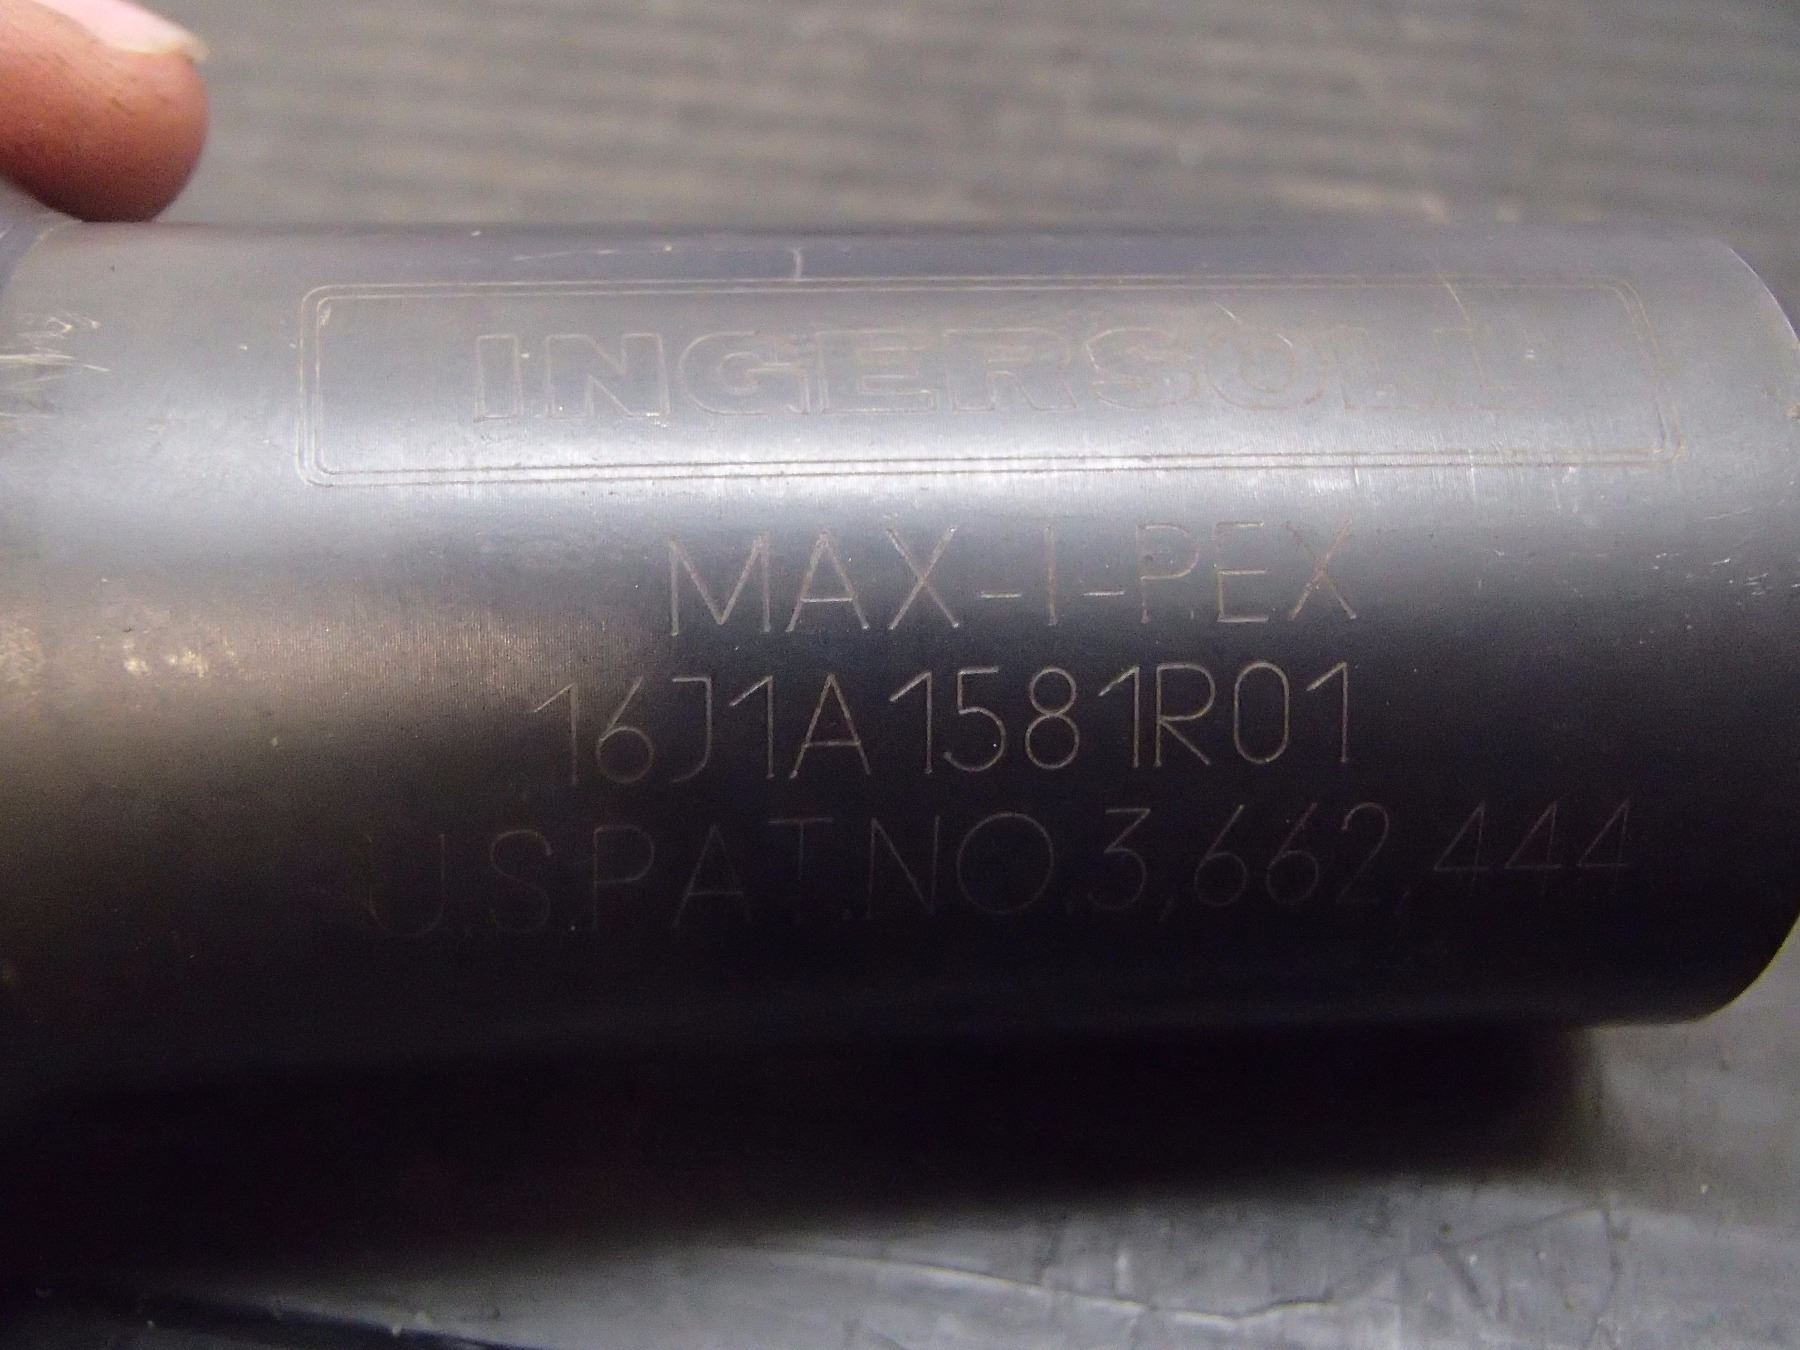 INGERSOLL
MAX-I-PEX
16J1A1581R01
U.S.PAT.NO.3,662,444